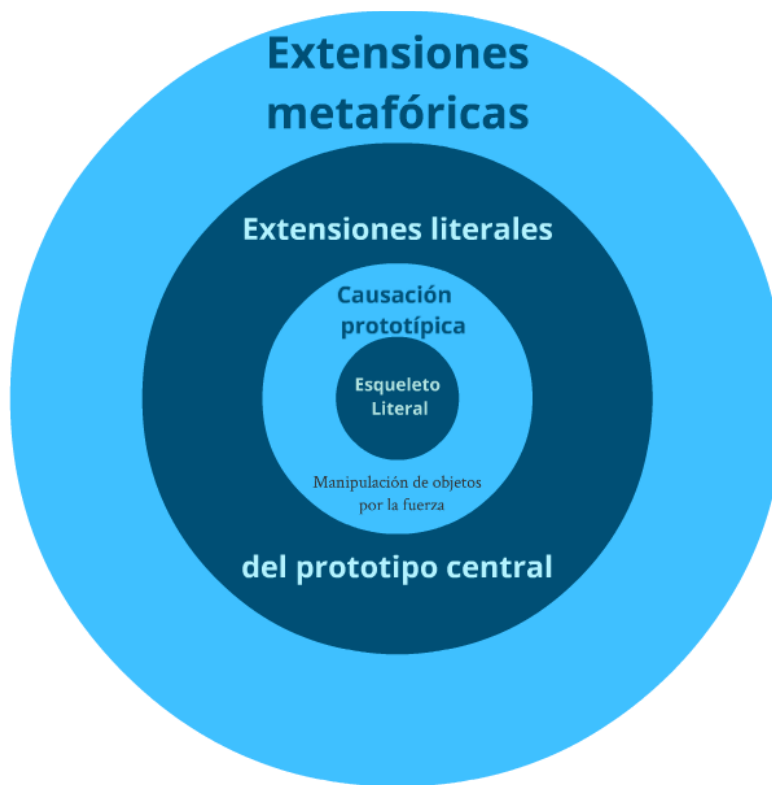 Extensiones
metafóricas
Extensiones literales
Causación
prototípica
Esqueleto
Literal
Manipulación de objetos
por la fuerza
del prototipo central